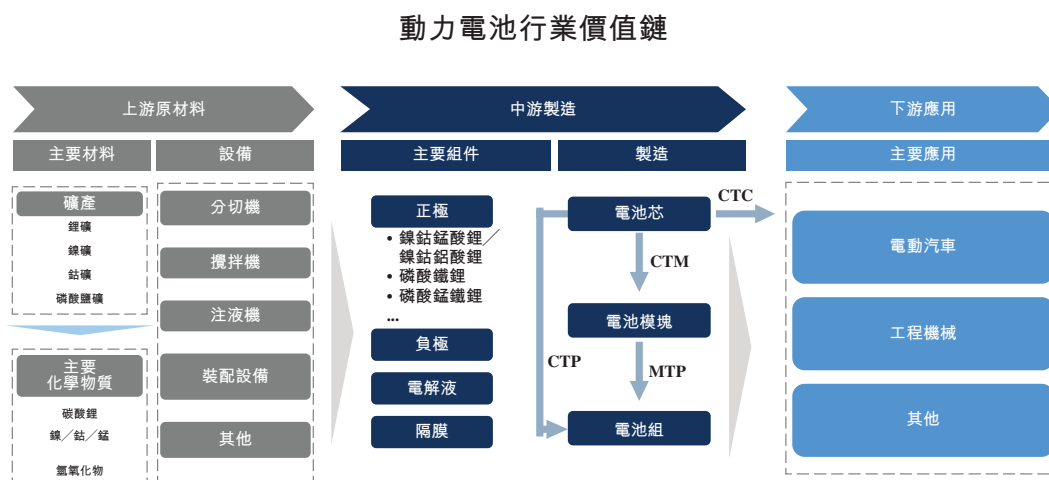 動力電池行業價值鏈
上游原材料
主要材料
設備
礦產
鋰礦
鎳礦
鈷礦
磷酸鹽礦
主要
化學物質
碳酸鋰
鎳／鈷／錳
氫氧化物
分切機
攪拌機
注液機
裝配設備
其他
中游製造
主要組件
製造
正極
• 鎳鈷錳酸鋰／
鎳鈷鋁酸鋰
• 磷酸鐵鋰
• 磷酸錳鐵鋰
...
負極
電解液
隔膜
電池芯
CTC
CTM
電池模塊
CTP
MTP
電池組
下游應用
主要應用
電動汽車
工程機械
其他